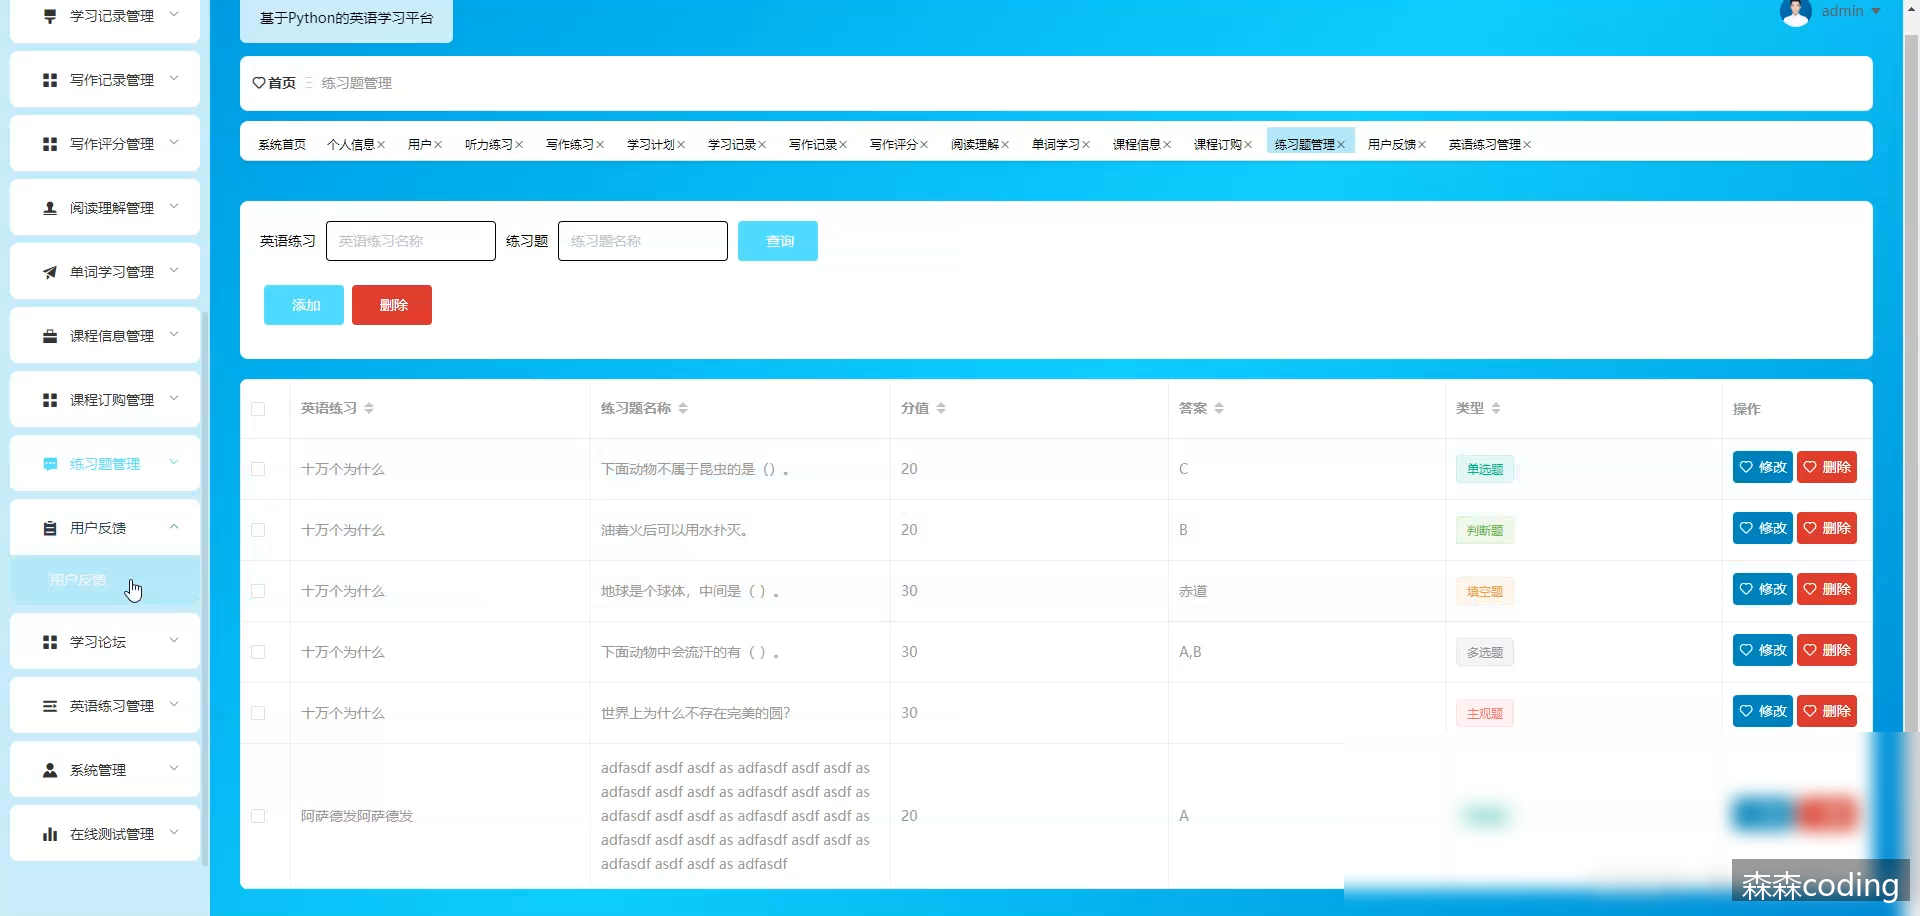 学习记录管理
写作记录管理
写作评分管理
阅读理解管理
单词学习管理
课程信息管理
课程订购管理
练习题管理
用户反馈
用户反馈
学习论坛
英语练习管理
系统管理
在线测试管理
基于Python的英语学习平台
admin
首页 练习题管理
系统首页 个人信息× 用户× 听力练习× 写作练习× 学习计划× 学习记录× 写作记录× 写作评分× 阅读理解× 单词学习× 课程信息× 课程订购× 练习题管理× 用户反馈× 英语练习管理×
英语练习 英语练习名称 练习题 练习题名称 查询
添加 删除
英语练习 练习题名称 分值 答案 类型 操作
十万个为什么 下面动物不属于昆虫的是（）。 20 C 单选题 修改 删除
十万个为什么 油着火后可以用水扑灭。 20 B 判断题 修改 删除
十万个为什么 地球是个球体，中间是（ ）。 30 赤道 填空题 修改 删除
十万个为什么 下面动物中会流汗的有（ ）。 30 A,B 多选题 修改 删除
十万个为什么 世界上为什么不存在完美的圆? 30 主观题 修改 删除
adfasdf asdf asdf as adfasdf asdf asdf as
adfasdf asdf asdf as adfasdf asdf asdf as
阿萨德发阿萨德发 adfasdf asdf asdf as adfasdf asdf asdf as 20 A
adfasdf asdf asdf as adfasdf asdf asdf as
adfasdf asdf asdf as adfasdf
森森coding